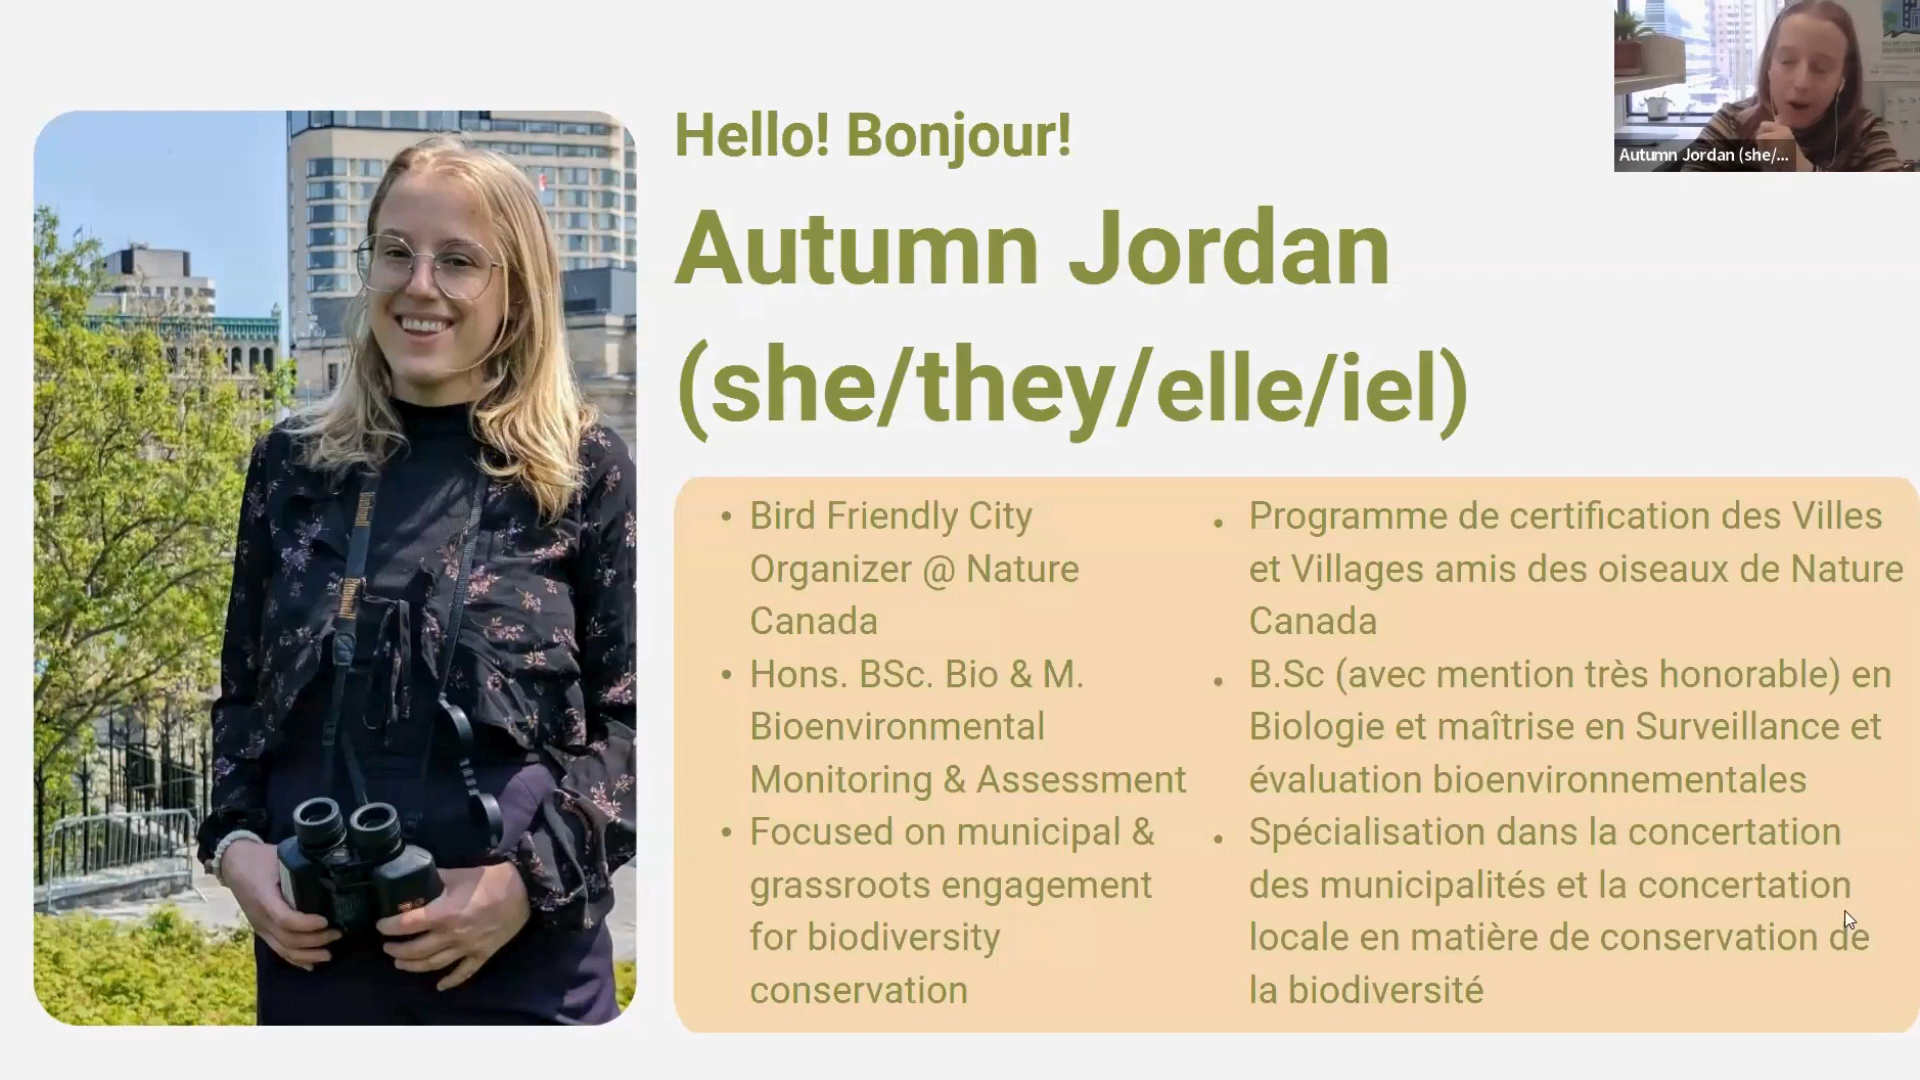 Hello! Bonjour!
Autumn Jordan
(she/they/elle/iel)
• Bird Friendly City
Organizer @ Nature
Canada
• Hons. BSc. Bio & M.
Bioenvironmental
Monitoring & Assessment
• Focused on municipal &
grassroots engagement
for biodiversity
conservation
• Programme de certification des Villes
et Villages amis des oiseaux de Nature
Canada
• B.Sc (avec mention très honorable) en
Biologie et maîtrise en Surveillance et
évaluation bioenvironnementales
• Spécialisation dans la concertation
des municipalités et la concertation
locale en matière de conservation de
la biodiversité
Autumn Jordan (she/...
Bushnell
Bushnell